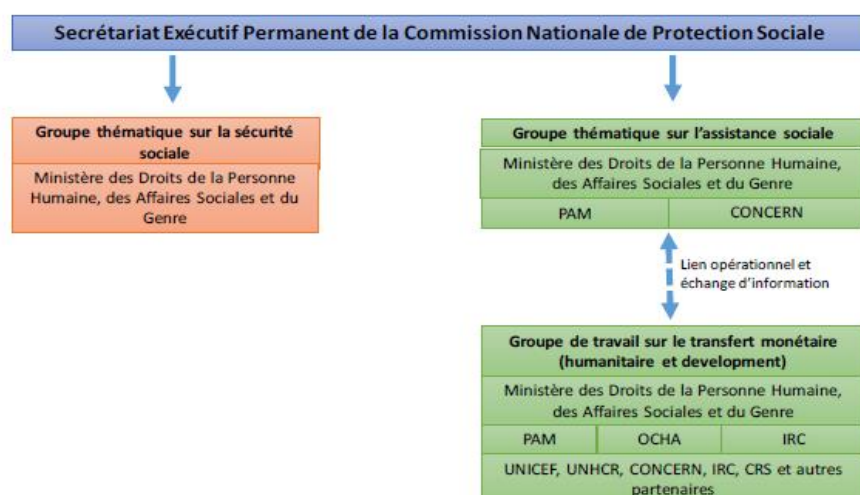 Secrétariat Exécutif Permanent de la Commission Nationale de Protection Sociale
Groupe thématique sur la sécurité
sociale
Ministère des Droits de la Personne
Humaine, des Affaires Sociales et du
Genre
Groupe thématique sur l'assistance sociale
Ministère des Droits de la Personne Humaine,
des Affaires Sociales et du Genre
PAM
CONCERN
Lien opérationnel et
échange d'information
Groupe de travail sur le transfert monétaire
(humanitaire et development)
Ministère des Droits de la Personne Humaine,
des Affaires Sociales et du Genre
PAM
OCHA
IRC
UNICEF, UNHCR, CONCERN, IRC, CRS et autres
partenaires